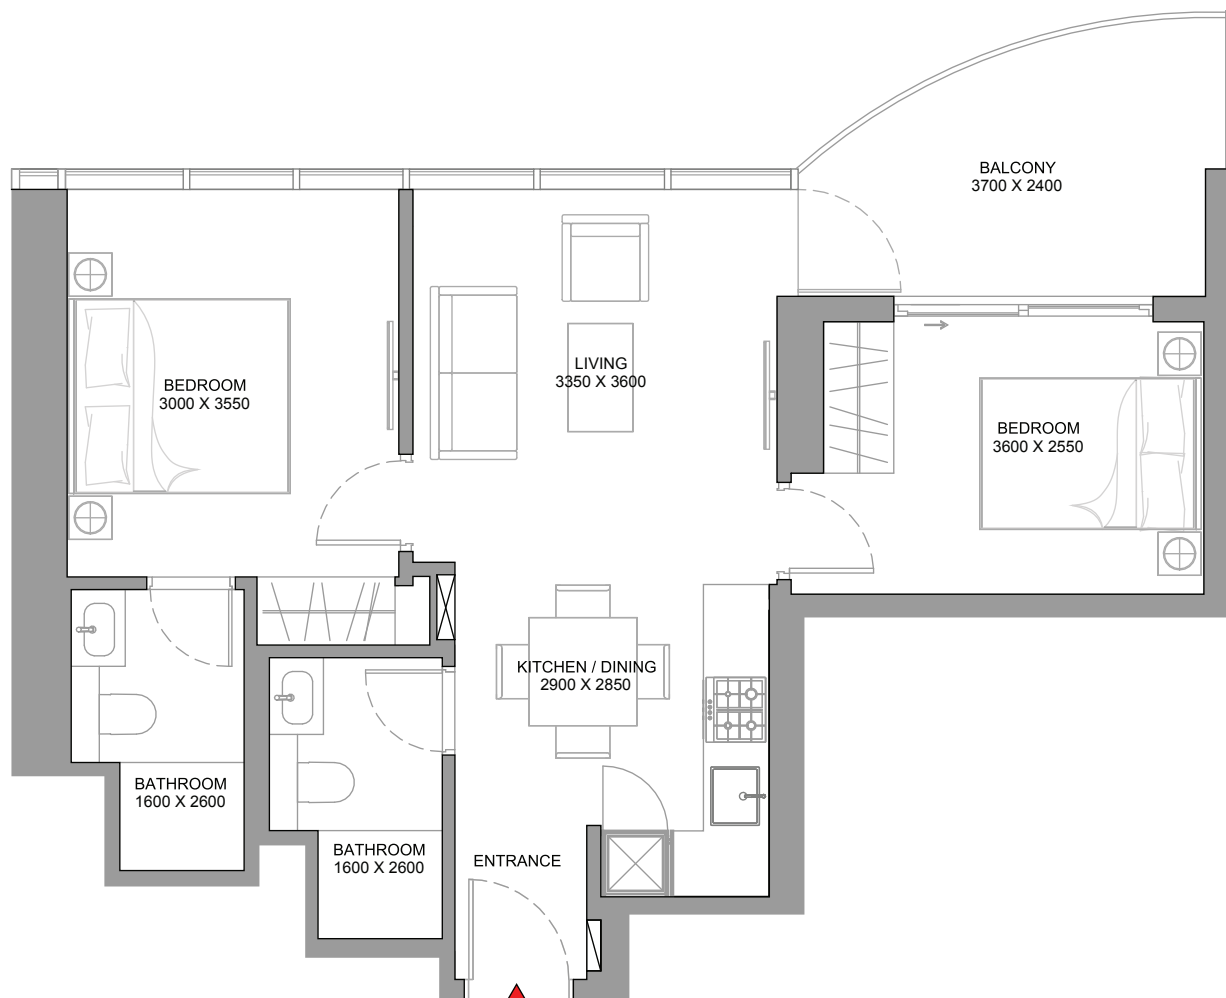 BALCONY
3700 X 2400
LIVING
3350 X 3600
BEDROOM
3000 X 3550
BEDROOM
3600 X 2550
KITCHEN / DINING
2900 X 2850
BATHROOM
1600 X 2600
BATHROOM
1600 X 2600
ENTRANCE